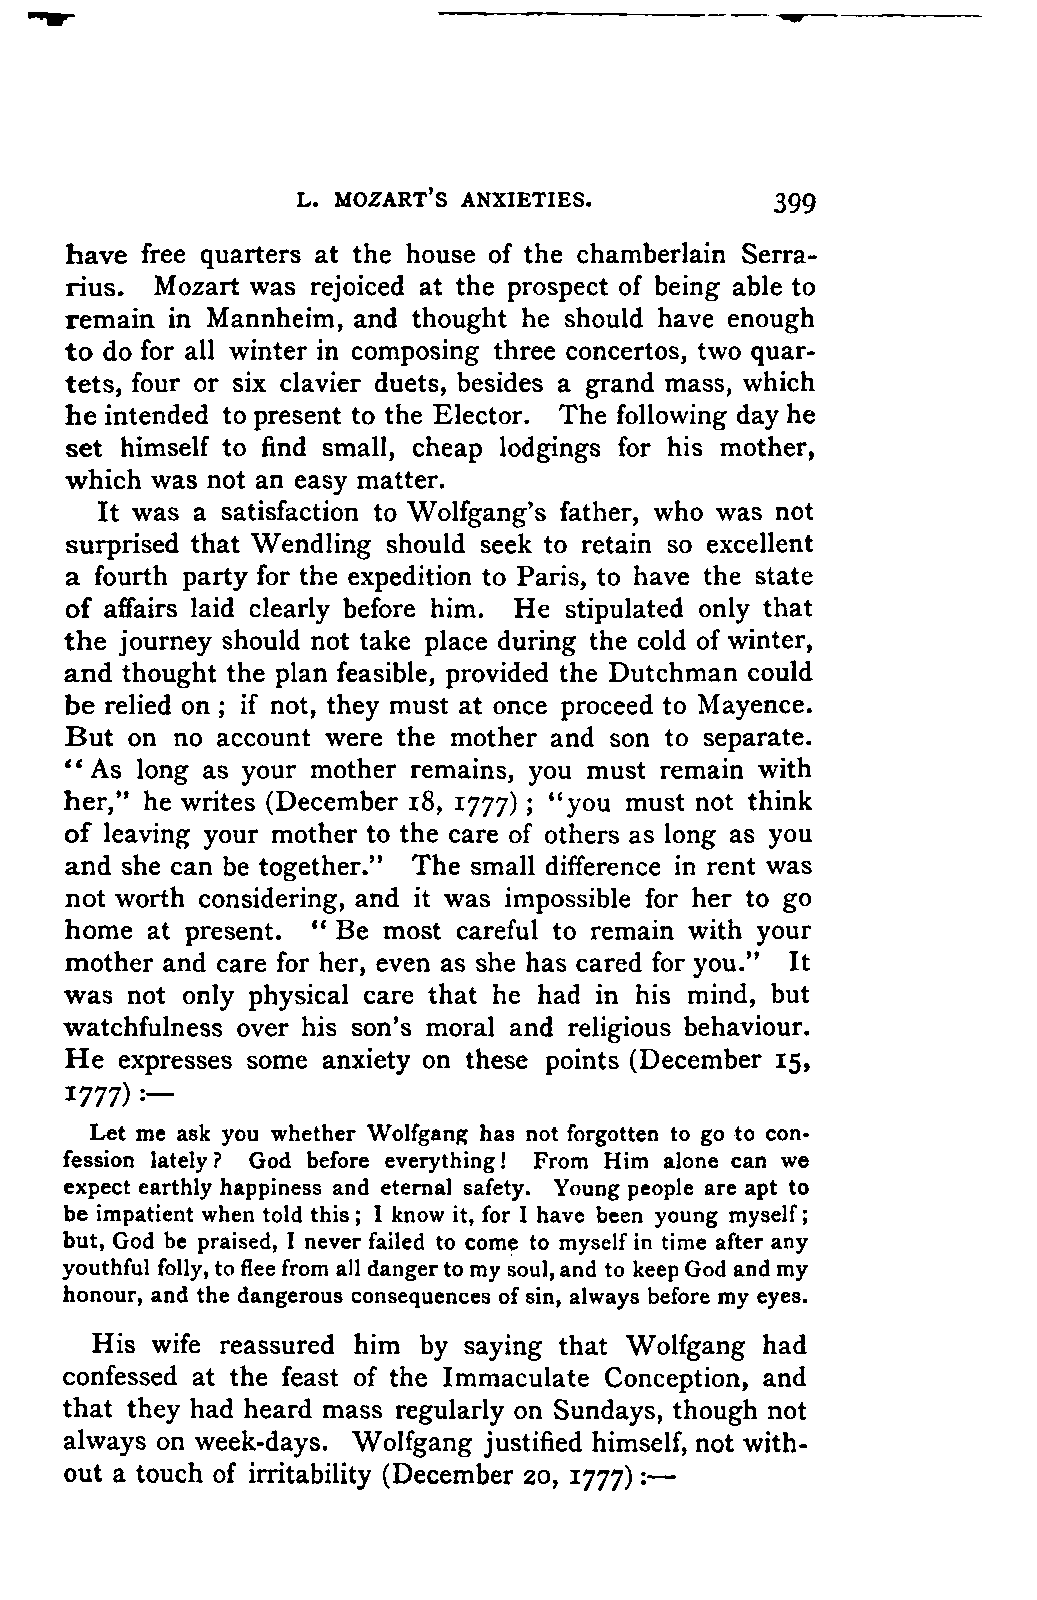 L. MOZART'S ANXIETIES. 399
have free quarters at the house of the chamberlain Serra-
rius. Mozart was rejoiced at the prospect of being able to
remain in Mannheim, and thought he should have enough
to do for all winter in composing three concertos, two quar-
tets, four or six clavier duets, besides a grand mass, which
he intended to present to the Elector. The following day he
set himself to find small, cheap lodgings for his mother,
which was not an easy matter.
It was a satisfaction to Wolfgang's father, who was not
surprised that Wendling should seek to retain so excellent
a fourth party for the expedition to Paris, to have the state
of affairs laid clearly before him. He stipulated only that
the journey should not take place during the cold of winter,
and thought the plan feasible, provided the Dutchman could
be relied on ; if not, they must at once proceed to Mayence.
But on no account were the mother and son to separate.
" As long as your mother remains, you must remain with
her," he writes (December 18, 1777) ; "you must not think
of leaving your mother to the care of others as long as you
and she can be together." The small difference in rent was
not worth considering, and it was impossible for her to go
home at present. " Be most careful to remain with your
mother and care for her, even as she has cared for you." It
was not only physical care that he had in his mind, but
watchfulness over his son's moral and religious behaviour.
He expresses some anxiety on these points (December 15,
1777) :—
Let me ask you whether Wolfgang has not forgotten to go to con-
fession lately ? God before everything! From Him alone can we
expect earthly happiness and eternal safety. Young people are apt to
be impatient when told this ; I know it, for I have been young myself ;
but, God be praised, I never failed to come to myself in time after any
youthful folly, to flee from all danger to my soul, and to keep God and my
honour, and the dangerous consequences of sin, always before my eyes.
His wife reassured him by saying that Wolfgang had
confessed at the feast of the Immaculate Conception, and
that they had heard mass regularly on Sundays, though not
always on week-days. Wolfgang justified himself, not with-
out a touch of irritability (December 20, 1777) :—